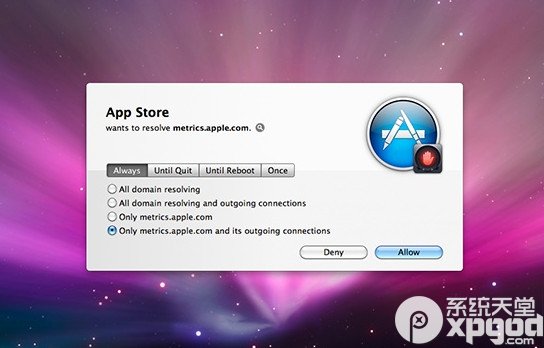 App Store
wants to resolve metrics.apple.com.
Always Until Quit Until Reboot Once
All domain resolving
All domain resolving and outgoing connections
Only metrics.apple.com
Only metrics.apple.com and its outgoing connections
Deny Allow
系统天堂
xpgod
.com